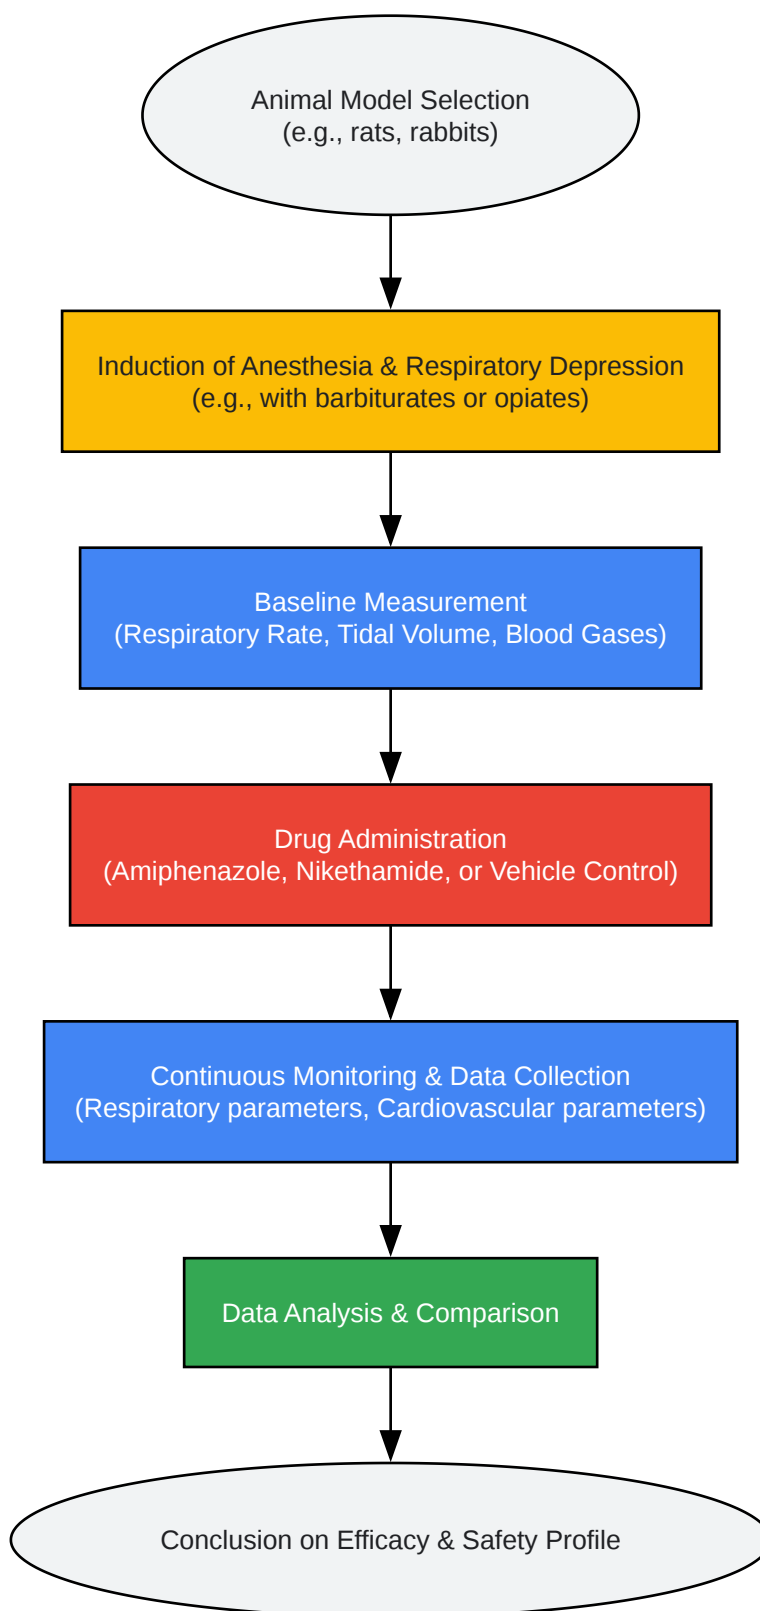 Animal Model Selection
(e.g., rats, rabbits)
Induction of Anesthesia & Respiratory Depression
(e.g., with barbiturates or opiates)
Baseline Measurement
(Respiratory Rate, Tidal Volume, Blood Gases)
Drug Administration
(Amiphenazole, Nikethamide, or Vehicle Control)
Continuous Monitoring & Data Collection
(Respiratory parameters, Cardiovascular parameters)
Data Analysis & Comparison
Conclusion on Efficacy & Safety Profile